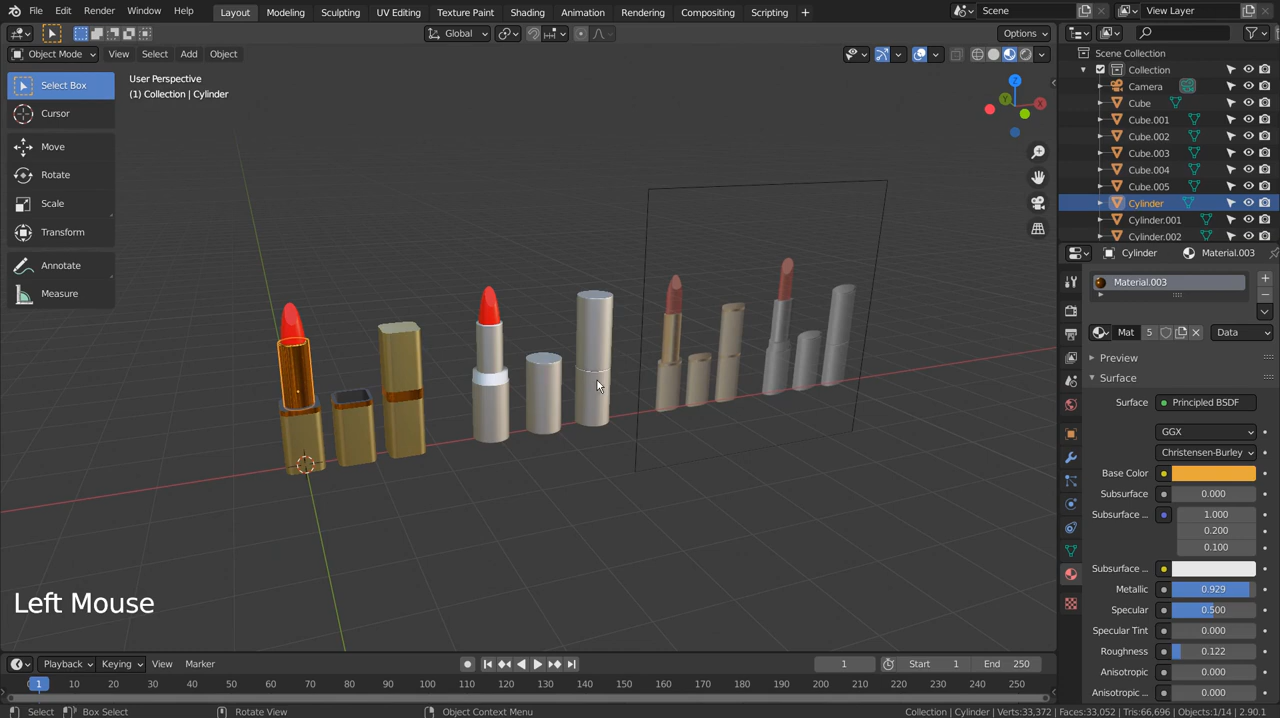 File Edit Render Window Help Layout Modeling Sculpting UV Editing Texture Paint Shading Animation Rendering Compositing Scripting + Scene View Layer
Global Options
Object Mode View Select Add Object
Scene Collection
User Perspective
(1) Collection | Cylinder
Select Box
Cursor
Move
Rotate
Scale
Transform
Annotate
Measure
Z
Y
X
Collection
Camera
Cube
Cube.001
Cube.002
Cube.003
Cube.004
Cube.005
Cylinder
Cylinder.001
Cylinder.002
Cylinder Material.003
Material.003
Mat 5 Data
Preview
Surface
Surface Principled BSDF
GGX
Christensen-Burley
Base Color
Subsurface 0.000
Subsurface ... 1.000
0.200
0.100
Subsurface ...
Metallic 0.929
Specular 0.500
Specular Tint 0.000
Roughness 0.122
Anisotropic 0.000
Anisotropic ... 0.000
Left Mouse
Playback Keying View Marker 1 Start 1 End 250
1 10 20 30 40 50 60 70 80 90 100 110 120 130 140 150 160 170 180 190 200 210 220 230 240 250
Select Box Select Rotate View Object Context Menu Collection | Cylinder | Verts:33,372 | Faces:33,052 | Tris:66,696 | Objects:1/14 | 2.90.1